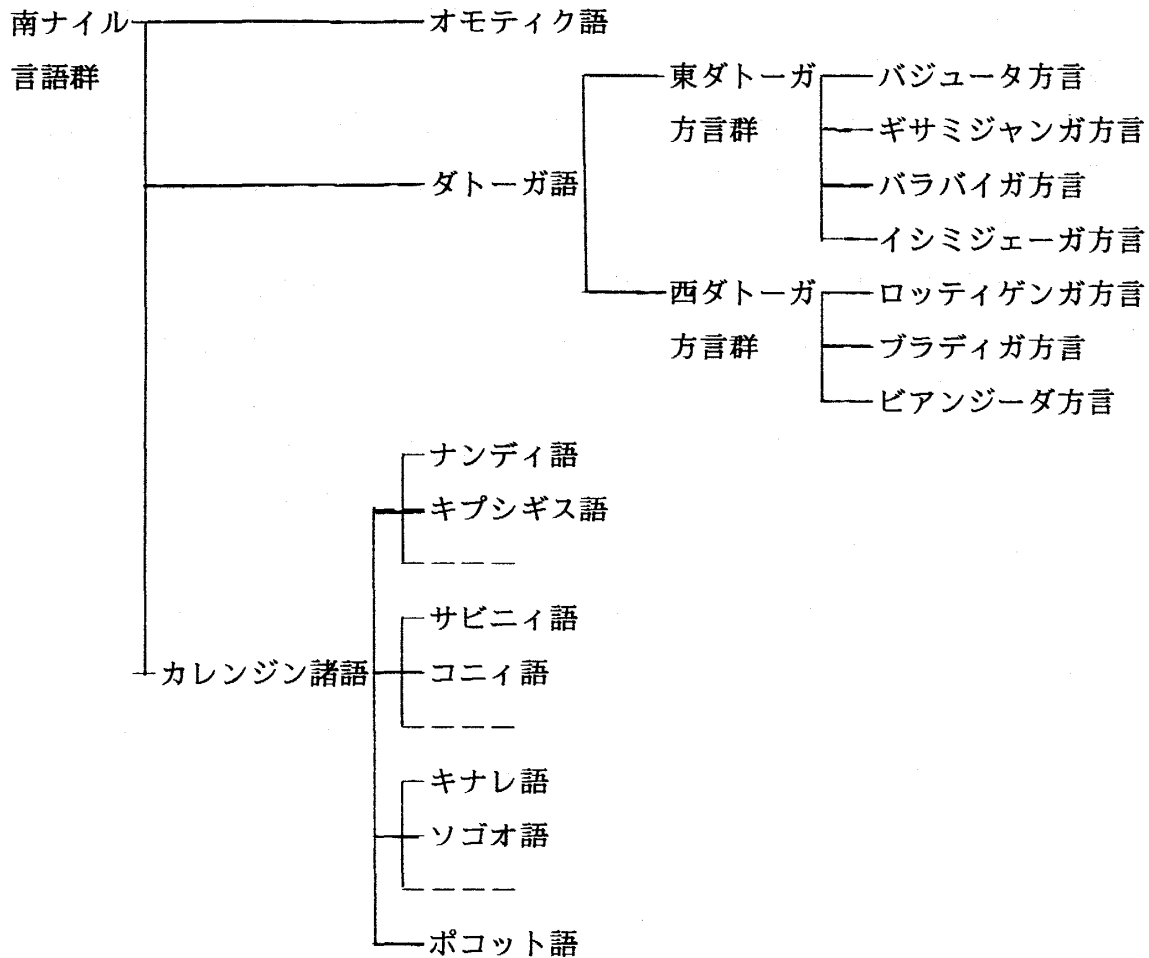 南ナイル オモティク語
言語群 東ダトーガ バジュータ方言
方言群 ギサミジャンガ方言
ダトーガ語 バラバイガ方言
イシミジェーガ方言
西ダトーガ ロッティゲンガ方言
方言群 ブラディガ方言
ビアンジーダ方言
ナンディ語
キプシギス語
サビニィ語
カレンジン諸語 コニィ語
キナレ語
ソゴオ語
ポコット語